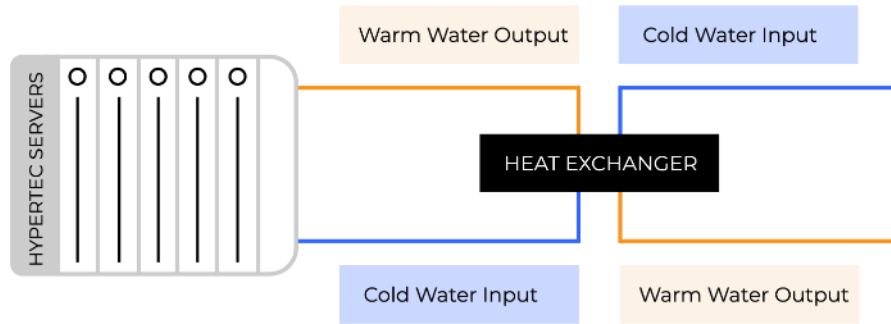 Warm Water Output
Cold Water Input
HYPERTEC SERVERS
HEAT EXCHANGER
Cold Water Input
Warm Water Output